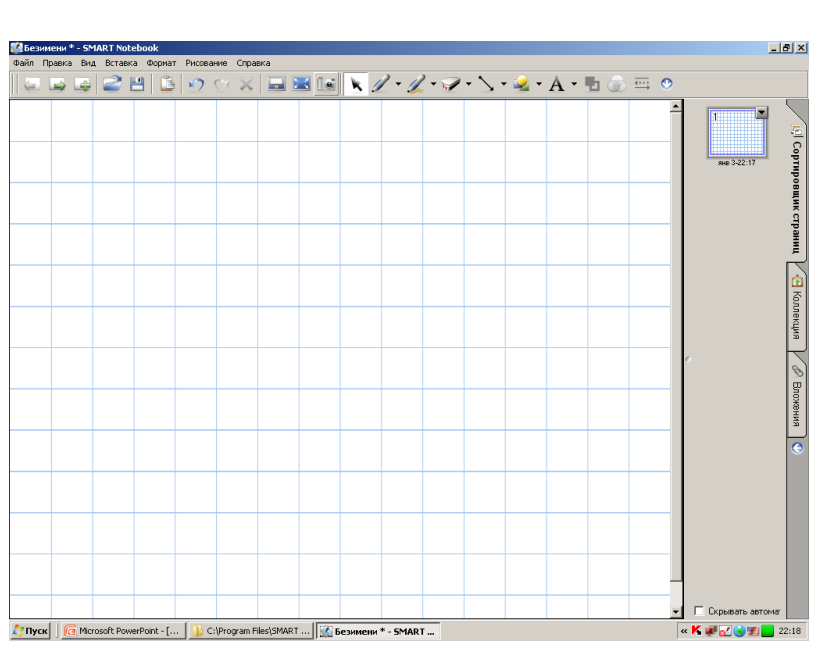 Безимени * - SMART Notebook
Файл Правка Вид Вставка Формат Рисование Справка
A
1
янв 3-22:17
Сортировщик страниц
Коллекция
Вложения
Скрывать автома
Пуск Microsoft PowerPoint - [... C:\Program Files\SMART ... Безимени * - SMART ... « 22:18